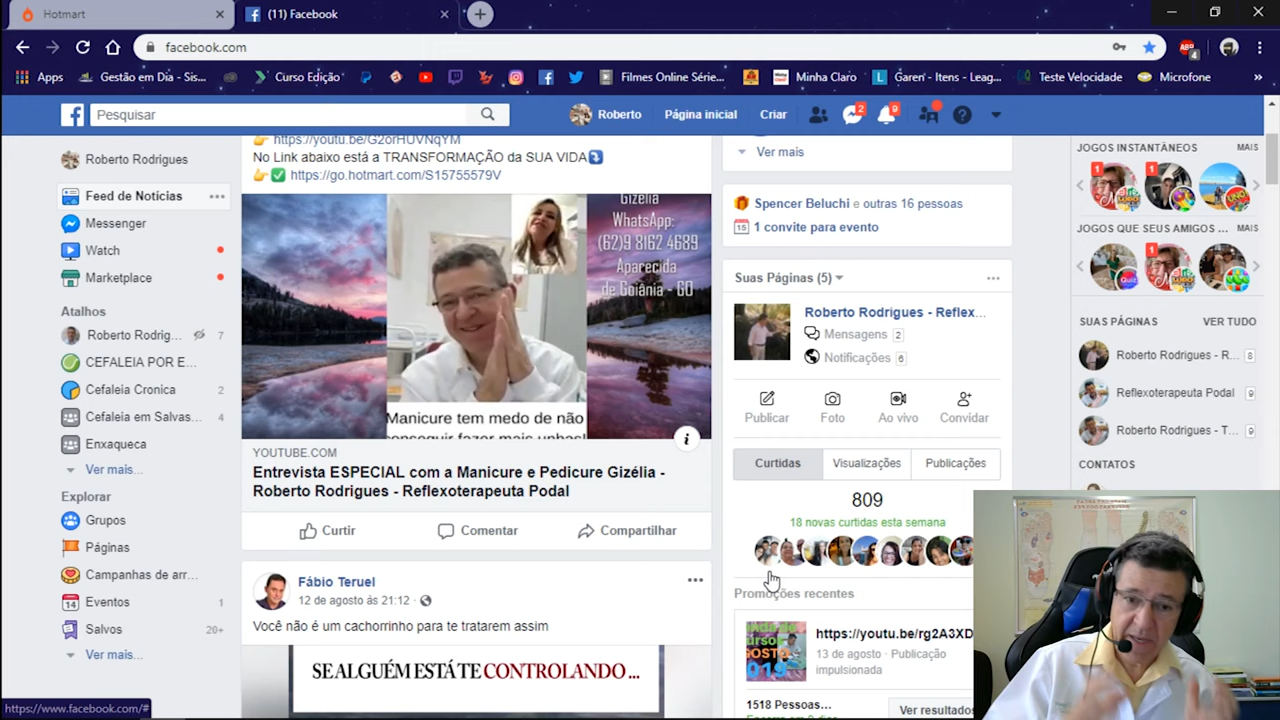 Hotmart
(11) Facebook
facebook.com
Apps
Gestão em Dia - Sis...
Curso Edição
Filmes Online Série...
Minha Claro
Garen - Itens - Leag...
Teste Velocidade
Microfone
Pesquisar
Roberto
Página inicial
Criar
2
9
Roberto Rodrigues
Feed de Notícias
Messenger
Watch
Marketplace
Atalhos
Roberto Rodrig...
7
CEFALEIA POR E...
Cefaleia Cronica
2
Cefaleia em Salvas...
4
Enxaqueca
Ver mais...
Explorar
Grupos
Páginas
Campanhas de arr...
Eventos
1
Salvos
20+
Ver mais...
https://www.facebook.com/#
https://youtu.be/G2orHUVNqYM
No Link abaixo está a TRANSFORMAÇÃO da SUA VIDA
https://go.hotmart.com/S15755579V
Gizélia
WhatsApp:
(62)9 8162 4689
Aparecida
de Goiânia - GO
Manicure tem medo de não
conseguir fazer mais unhas!
YOUTUBE.COM
Entrevista ESPECIAL com a Manicure e Pedicure Gizélia -
Roberto Rodrigues - Reflexoterapeuta Podal
Curtir
Comentar
Compartilhar
Fábio Teruel
12 de agosto às 21:12
Você não é um cachorrinho para te tratarem assim
SE ALGUÉM ESTÁ TE CONTROLANDO...
Ver mais
Spencer Beluchi e outras 16 pessoas
1 convite para evento
Suas Páginas (5)
Roberto Rodrigues - Reflex...
Mensagens 2
Notificações 6
Publicar
Foto
Ao vivo
Convidar
Curtidas
Visualizações
Publicações
809
18 novas curtidas esta semana
Promoções recentes
https://youtu.be/rg2A3XD
13 de agosto · Publicação
impulsionada
1518 Pessoas...
Ver resultados
JOGOS INSTANTÂNEOS
MAIS
JOGOS QUE SEUS AMIGOS ...
MAIS
SUAS PÁGINAS
VER TUDO
Roberto Rodrigues - R...
8
Reflexoterapeuta Podal
9
Roberto Rodrigues - T...
9
CONTATOS